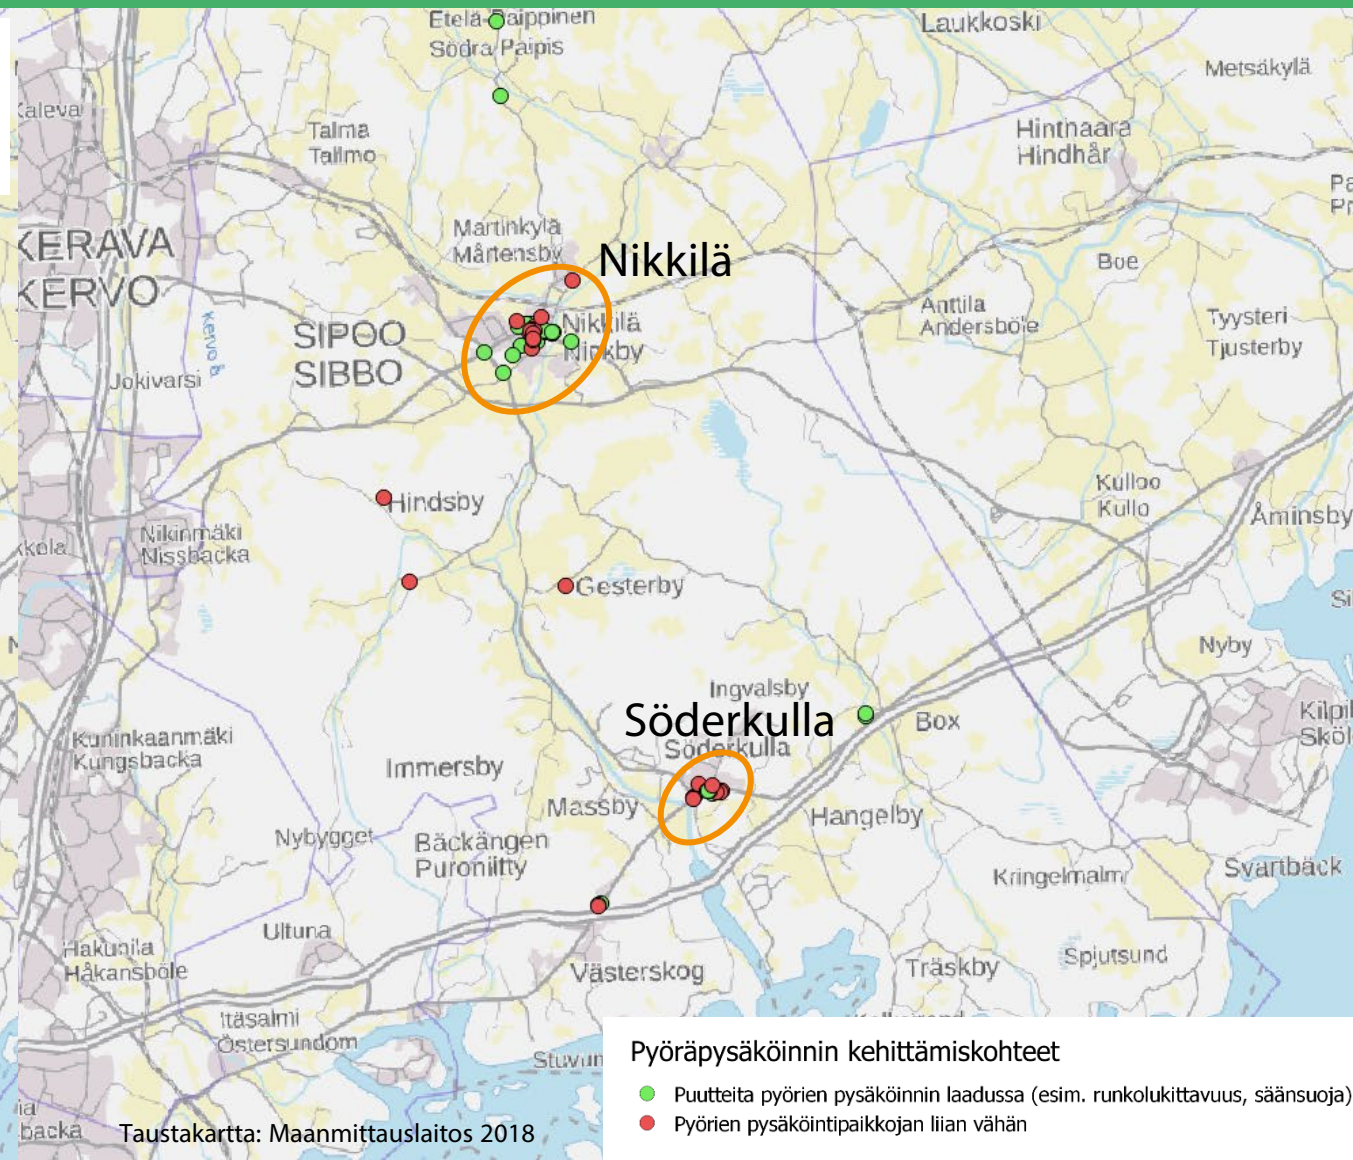 Etelä-Paippinen
Södra Paipis
Laukkoski
Metsäkylä
Kaleva
Talma
Tallmo
Hinthaara
Hindhår
Martinkylä
Mårtensby
Nikkilä
KERAVA
KERVO
Boe
Kervo å
SIPOO
SIBBO
Nikkilä
Nickby
Anttila
Andersböle
Tyysteri
Tjusterby
Jokivarsi
Hindsby
Kulloo
Kullo
Åminsby
Nikinmäki
Nissbacka
Gesterby
Nyby
Ingvalsby
Söderkulla
Söderkulla
Box
Kuninkaanmäki
Kungsbacka
Immersby
Massby
Hangelby
Nybygget
Bäckängen
Puroniitty
Kringelmalm
Svartbäck
Ultuna
Hakunila
Håkansböle
Västerskog
Träskby
Spjutsund
Itäsalmi
Östersundom
Pyöräpysäköinnin kehittämiskohteet
Puutteita pyörien pysäköinnin laadussa (esim. runkolukittavuus, säänsuoja)
Pyörien pysäköintipaikkojan liian vähän
Taustakartta: Maanmittauslaitos 2018